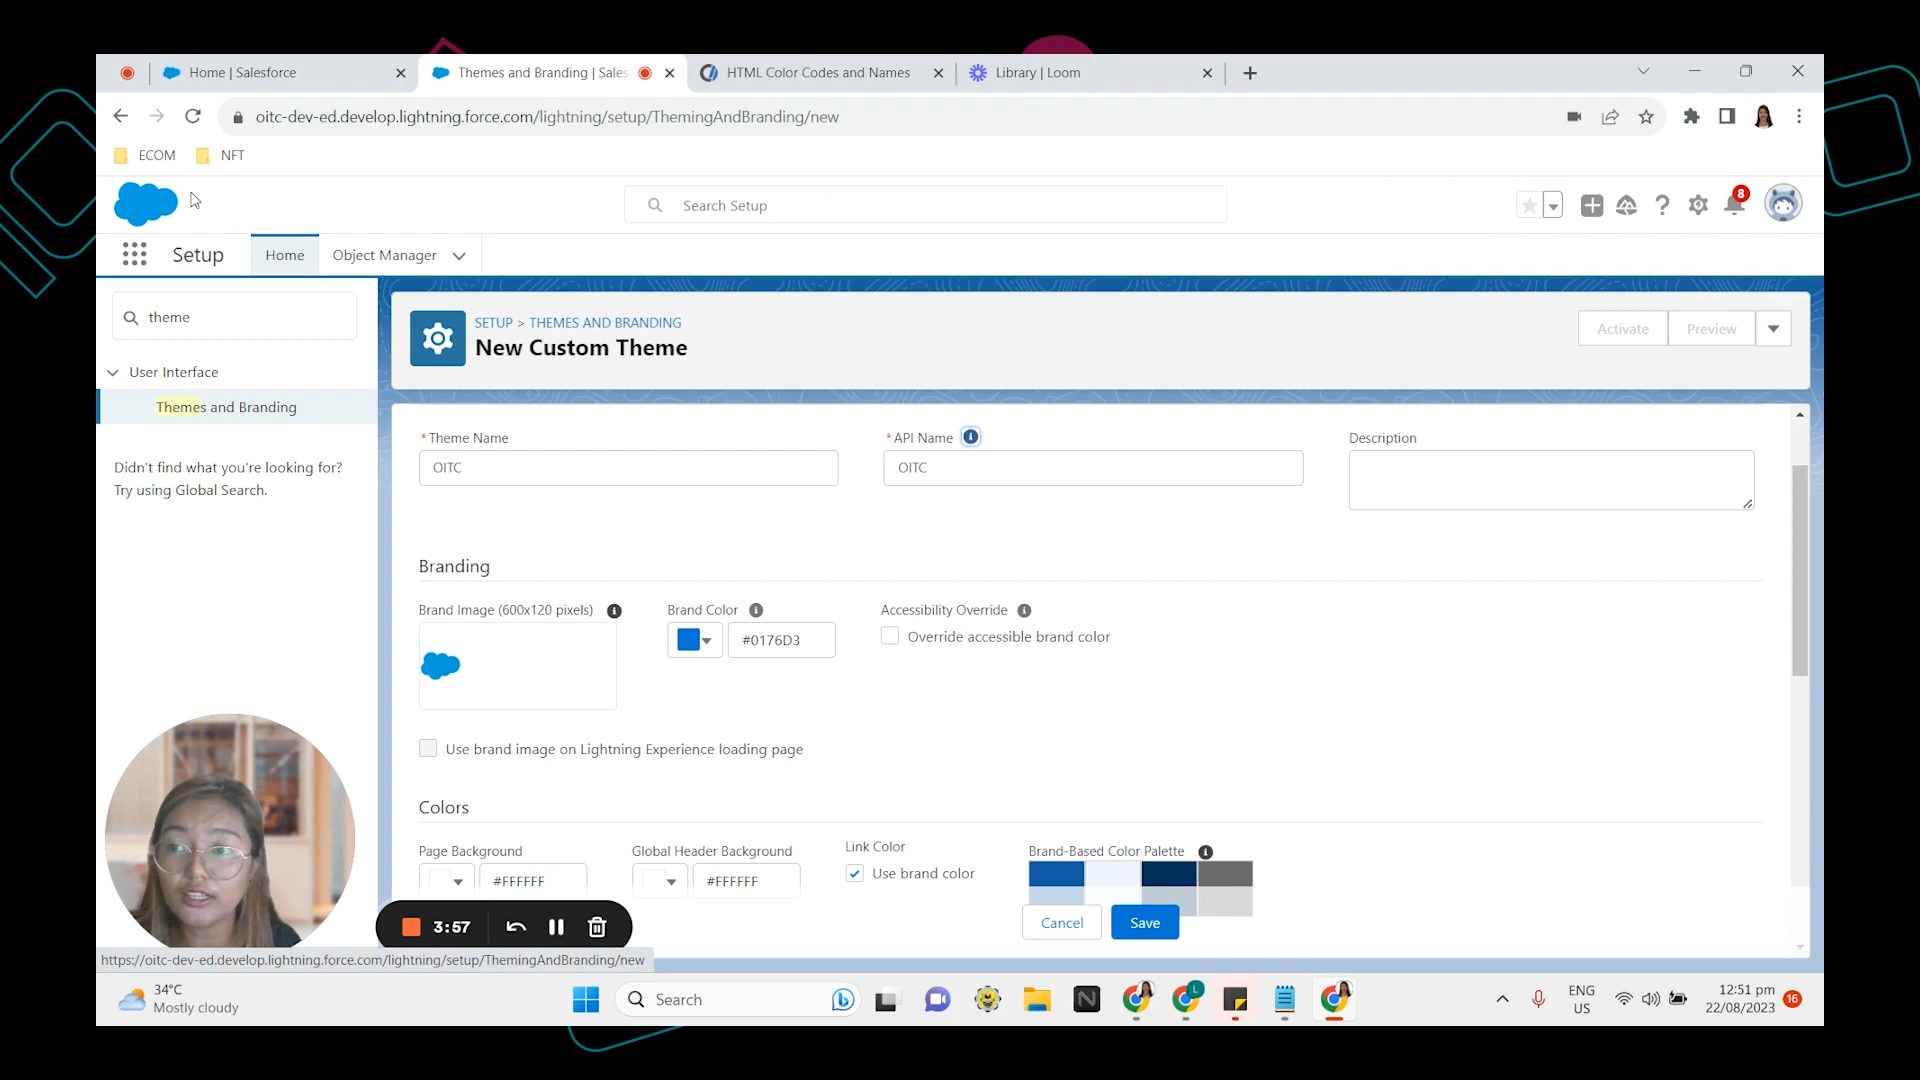 Home | Salesforce
Themes and Branding | Sales
HTML Color Codes and Names
Library | Loom
oitc-dev-ed.develop.lightning.force.com/lightning/setup/ThemingAndBranding/new
ECOM
NFT
Search Setup
8
Setup
Home
Object Manager
theme
User Interface
Themes and Branding
Didn't find what you're looking for?
Try using Global Search.
SETUP > THEMES AND BRANDING
New Custom Theme
Activate
Preview
* Theme Name
OITC
* API Name
OITC
Description
Branding
Brand Image (600x120 pixels)
Brand Color
#0176D3
Accessibility Override
Override accessible brand color
Use brand image on Lightning Experience loading page
Colors
Page Background
#FFFFFF
Global Header Background
#FFFFFF
Link Color
Use brand color
Brand-Based Color Palette
Cancel
Save
3:57
https://oitc-dev-ed.develop.lightning.force.com/lightning/setup/ThemingAndBranding/new
34°C
Mostly cloudy
Search
N
L
ENG
US
12:51 pm
22/08/2023
16